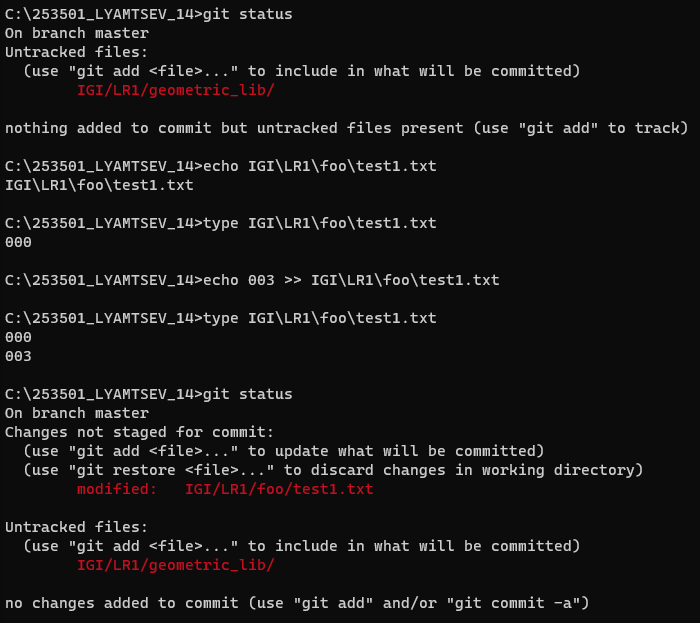 C:\253501_LYAMTSEV_14>git status
On branch master
Untracked files:
  (use "git add <file>..." to include in what will be committed)
        IGI/LR1/geometric_lib/

nothing added to commit but untracked files present (use "git add" to track)

C:\253501_LYAMTSEV_14>echo IGI\LR1\foo\test1.txt
IGI\LR1\foo\test1.txt

C:\253501_LYAMTSEV_14>type IGI\LR1\foo\test1.txt
000

C:\253501_LYAMTSEV_14>echo 003 >> IGI\LR1\foo\test1.txt

C:\253501_LYAMTSEV_14>type IGI\LR1\foo\test1.txt
000
003

C:\253501_LYAMTSEV_14>git status
On branch master
Changes not staged for commit:
  (use "git add <file>..." to update what will be committed)
  (use "git restore <file>..." to discard changes in working directory)
        modified:   IGI/LR1/foo/test1.txt

Untracked files:
  (use "git add <file>..." to include in what will be committed)
        IGI/LR1/geometric_lib/

no changes added to commit (use "git add" and/or "git commit -a")